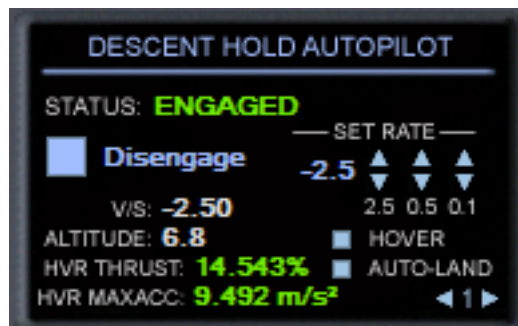 DESCENT HOLD AUTOPILOT
STATUS: ENGAGED
SET RATE
Disengage
-2.5
V/S: -2.50
2.5 0.5 0.1
ALTITUDE: 6.8
HOVER
HVR THRUST: 14.543%
AUTO-LAND
HVR MAXACC: 9.492 m/s²
1